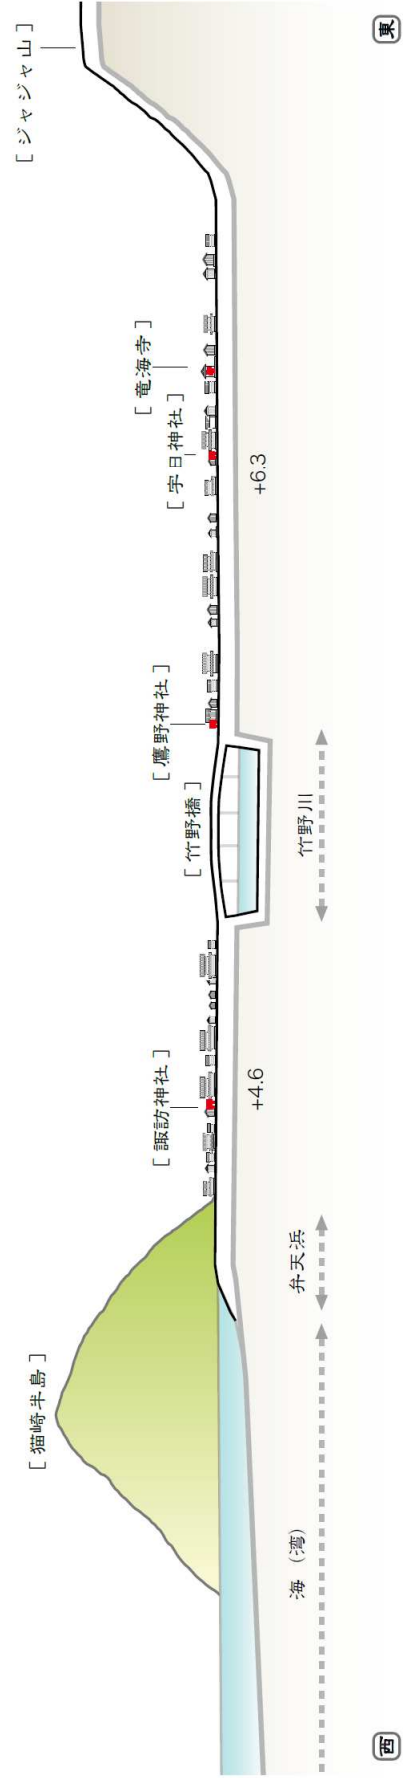 東
[ ジャジャ山 ]
[ 竜海寺 ]
[ 宇日神社 ]
+6.3
[ 鷹野神社 ]
[ 竹野橋 ]
竹野川
[ 諏訪神社 ]
+4.6
弁天浜
[ 猫崎半島 ]
海（湾）
西